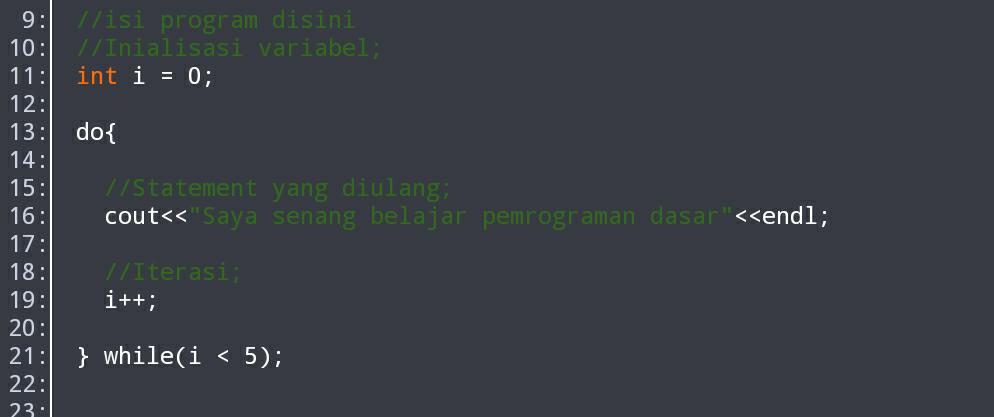 9: //isi program disini
10: //Inialisasi variabel;
11: int i = 0;
12:
13: do{
14:
15: //Statement yang diulang;
16: cout<<"Saya senang belajar pemrograman dasar"<<endl;
17:
18: //Iterasi;
19: i++;
20:
21: } while(i < 5);
22:
23: